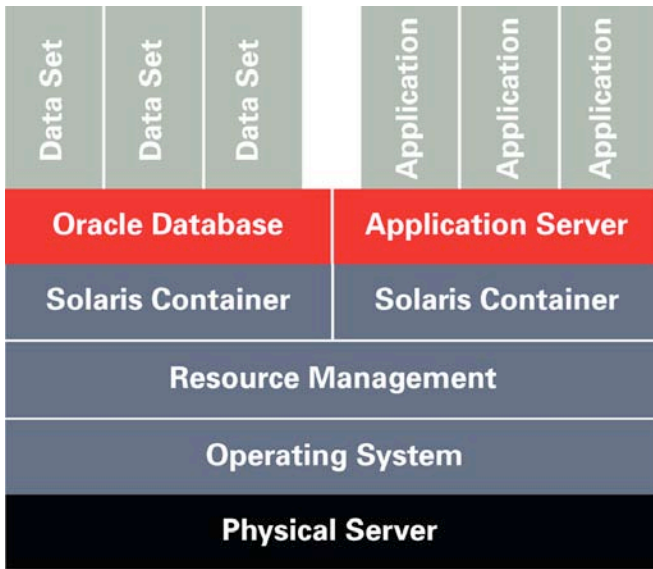 Data Set
Data Set
Data Set
Application
Application
Application
Oracle Database
Application Server
Solaris Container
Solaris Container
Resource Management
Operating System
Physical Server